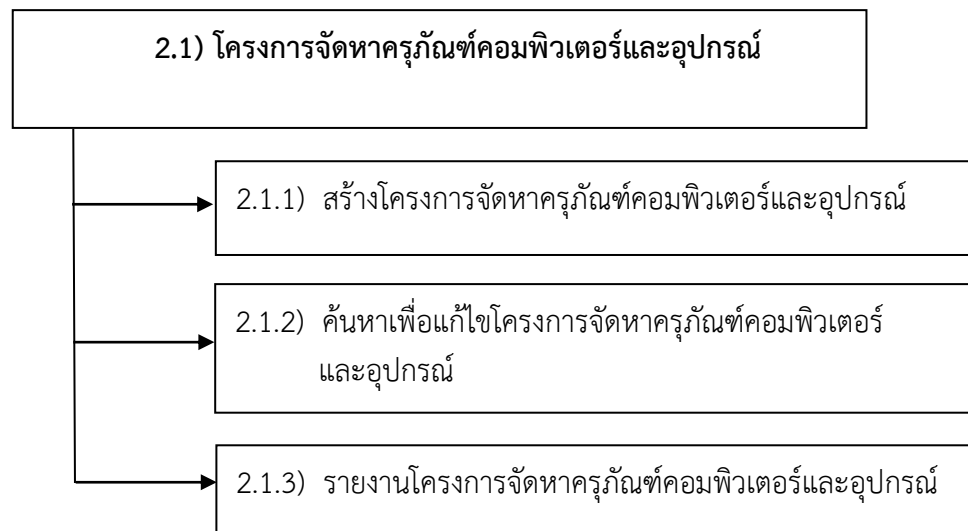 2.1) โครงการจัดหาครุภัณฑ์คอมพิวเตอร์และอุปกรณ์
2.1.1) สร้างโครงการจัดหาครุภัณฑ์คอมพิวเตอร์และอุปกรณ์
2.1.2) ค้นหาเพื่อแก้ไขโครงการจัดหาครุภัณฑ์คอมพิวเตอร์
และอุปกรณ์
2.1.3) รายงานโครงการจัดหาครุภัณฑ์คอมพิวเตอร์และอุปกรณ์